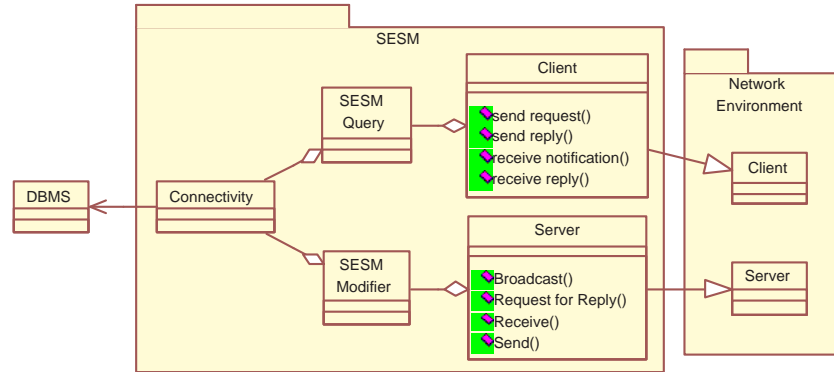 SESM
Client
send request()
send reply()
receive notification()
receive reply()
SESM
Query
Network
Environment
Client
DBMS
Connectivity
SESM
Modifier
Server
Broadcast()
Request for Reply()
Receive()
Send()
Server